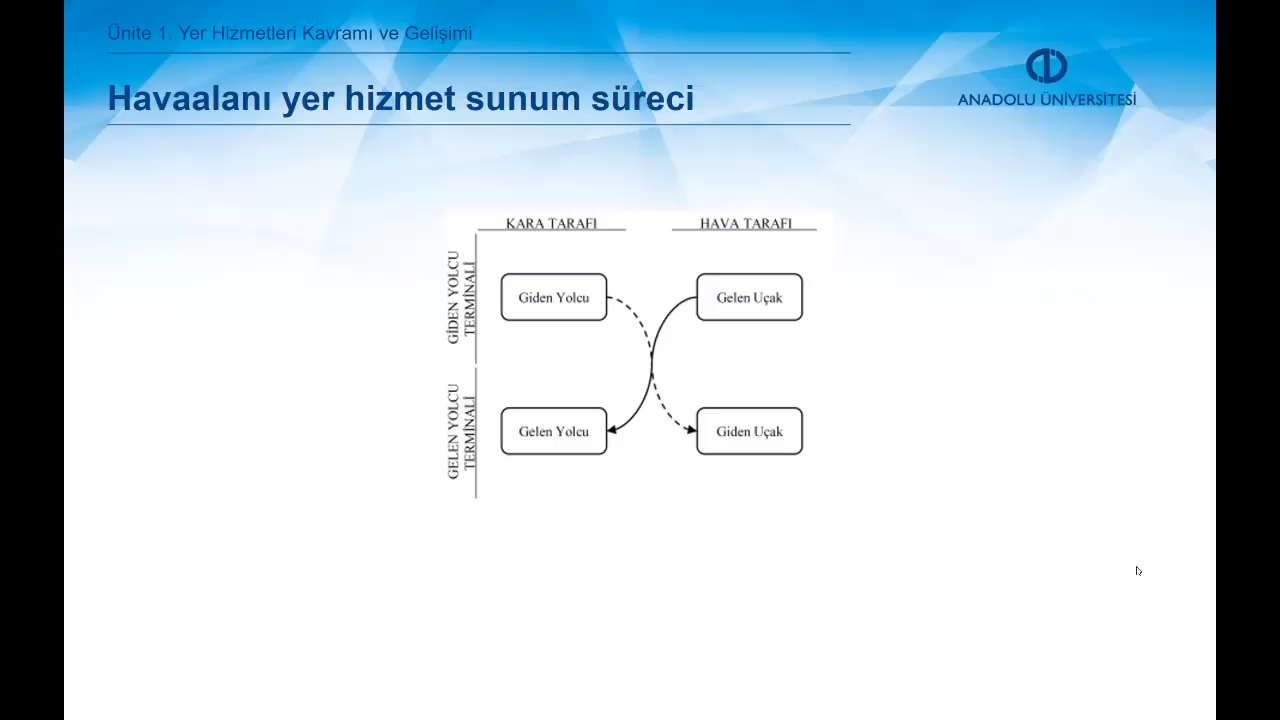 Ünite 1. Yer Hizmetleri Kavramı ve Gelişimi
Havaalanı yer hizmet sunum süreci
ANADOLU ÜNİVERSİTESİ
KARA TARAFI
HAVA TARAFI
GİDEN YOLCU
TERMİNALİ
Giden Yolcu
Gelen Uçak
GELEN YOLCU
TERMİNALİ
Gelen Yolcu
Giden Uçak